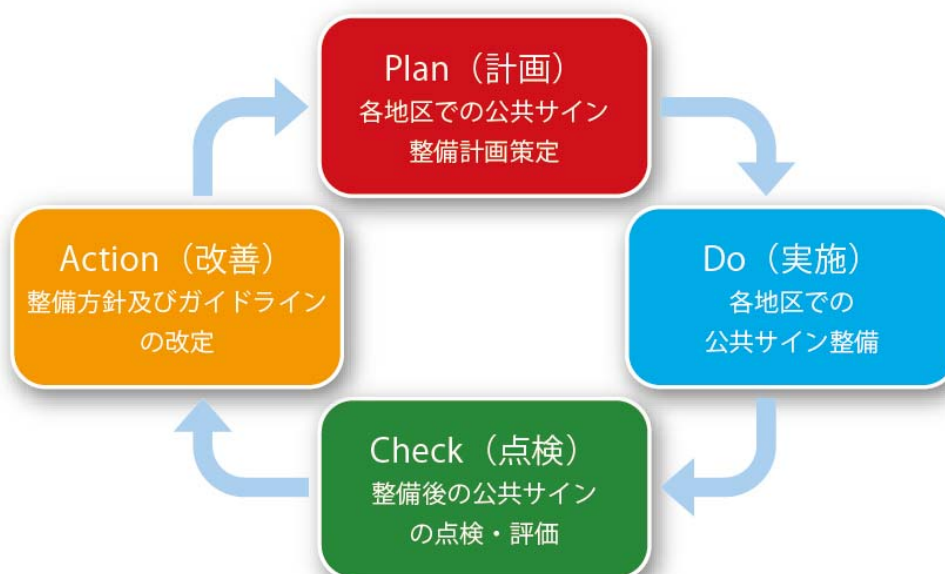 Plan（計画）
各地区での公共サイン
整備計画策定
Do（実施）
各地区での
公共サイン整備
Check（点検）
整備後の公共サイン
の点検・評価
Action（改善）
整備方針及びガイドライン
の改定